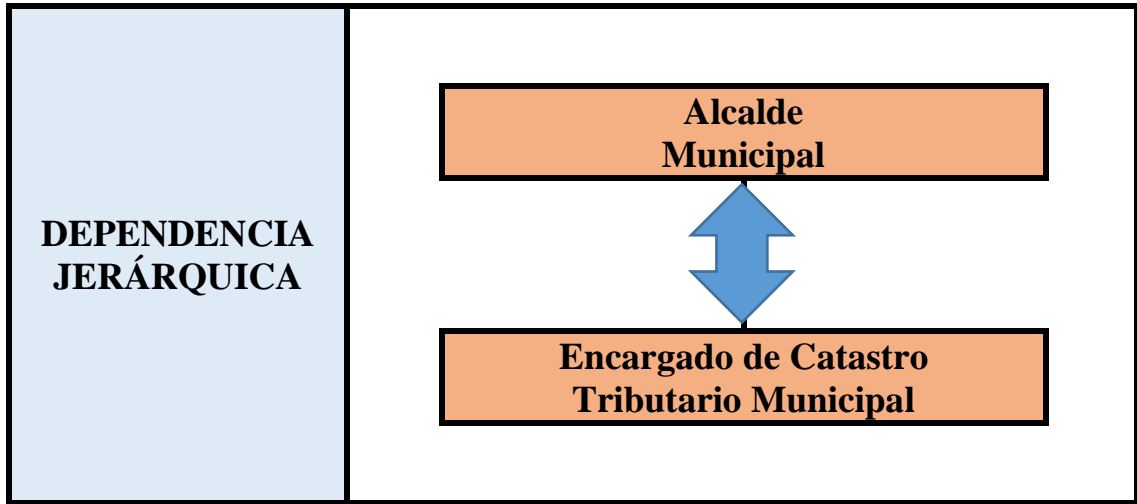 DEPENDENCIA
JERÁRQUICA
Alcalde
Municipal
Encargado de Catastro
Tributario Municipal